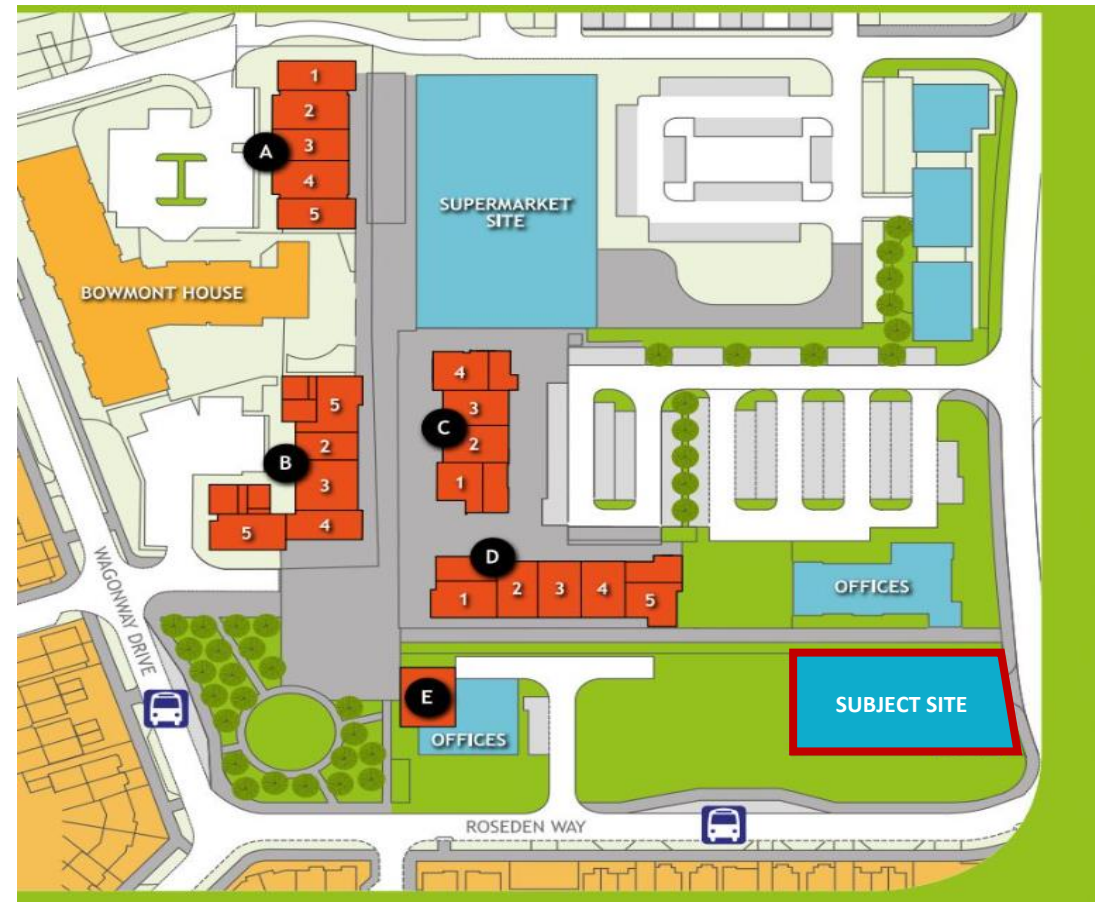 1
2
A
3
4
5
SUPERMARKET
SITE
BOWMONT HOUSE
5
2
B
3
4
5
4
3
C
2
1
D
1
2
3
4
5
OFFICES
WAGONWAY DRIVE
E
OFFICES
SUBJECT SITE
ROSEDEN WAY